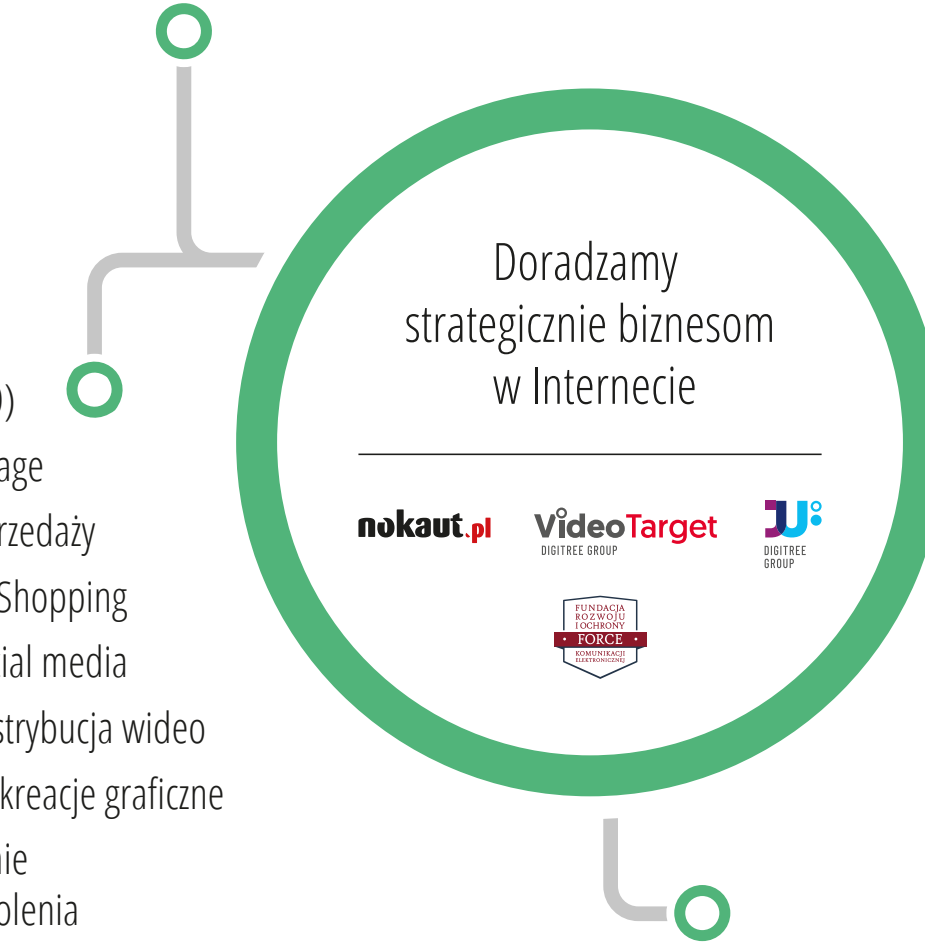 Doradzamy
strategicznie biznesom
w Internecie
nokaut.pl
VideoTarget
DIGITREE GROUP
JU:
DIGITREE
GROUP
FUNDACJA
ROZWOJU
I OCHRONY
• FORCE •
KOMUNIKACJI
ELEKTRONICZNEJ
)
age
rzedaży
Shopping
ial media
strybucja wideo
kreacje graficzne
nie
olenia